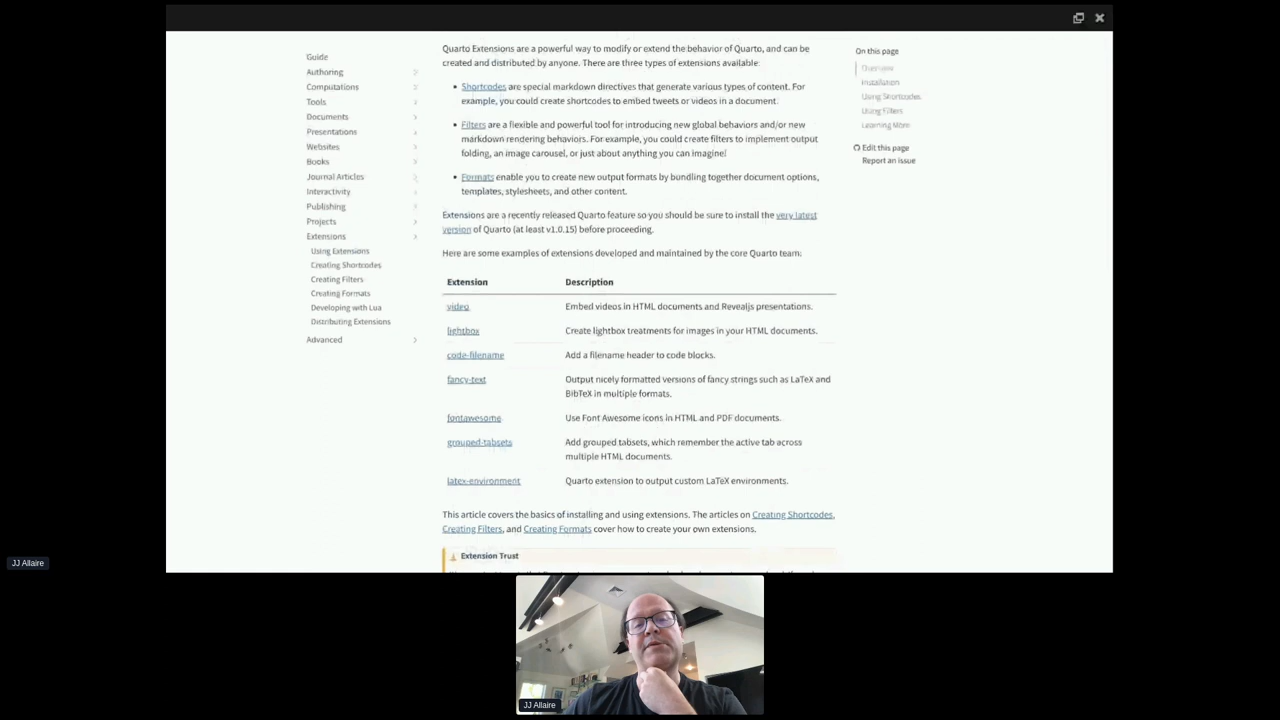 Quarto Extensions are a powerful way to modify or extend the behavior of Quarto, and can be
created and distributed by anyone. There are three types of extensions available:
Shortcodes are special markdown directives that generate various types of content. For
example, you could create shortcodes to embed tweets or videos in a document.
Filters are a flexible and powerful tool for introducing new global behaviors and/or new
markdown rendering behaviors. For example, you could create filters to implement output
folding, an image carousel, or just about anything you can imagine!
Formats enable you to create new output formats by bundling together document options,
templates, stylesheets, and other content.
Extensions are a recently released Quarto feature so you should be sure to install the very latest
version of Quarto (at least v1.0.15) before proceeding.
Here are some examples of extensions developed and maintained by the core Quarto team:
Extension Description
video Embed videos in HTML documents and Revealjs presentations.
lightbox Create lightbox treatments for images in your HTML documents.
code-filename Add a filename header to code blocks.
fancy-text Output nicely formatted versions of fancy strings such as LaTeX and
BibTeX in multiple formats.
fontawesome Use Font Awesome icons in HTML and PDF documents.
grouped-tabsets Add grouped tabsets, which remember the active tab across
multiple HTML documents.
latex-environment Quarto extension to output custom LaTeX environments.
This article covers the basics of installing and using extensions. The articles on Creating Shortcodes,
Creating Filters, and Creating Formats cover how to create your own extensions.
Extension Trust
Guide
Authoring
Computations
Tools
Documents
Presentations
Websites
Books
Journal Articles
Interactivity
Publishing
Projects
Extensions
Using Extensions
Creating Shortcodes
Creating Filters
Creating Formats
Developing with Lua
Distributing Extensions
Advanced
On this page
Overview
Installation
Using Shortcodes
Using Filters
Learning More
Edit this page
Report an issue
JJ Allaire
JJ Allaire